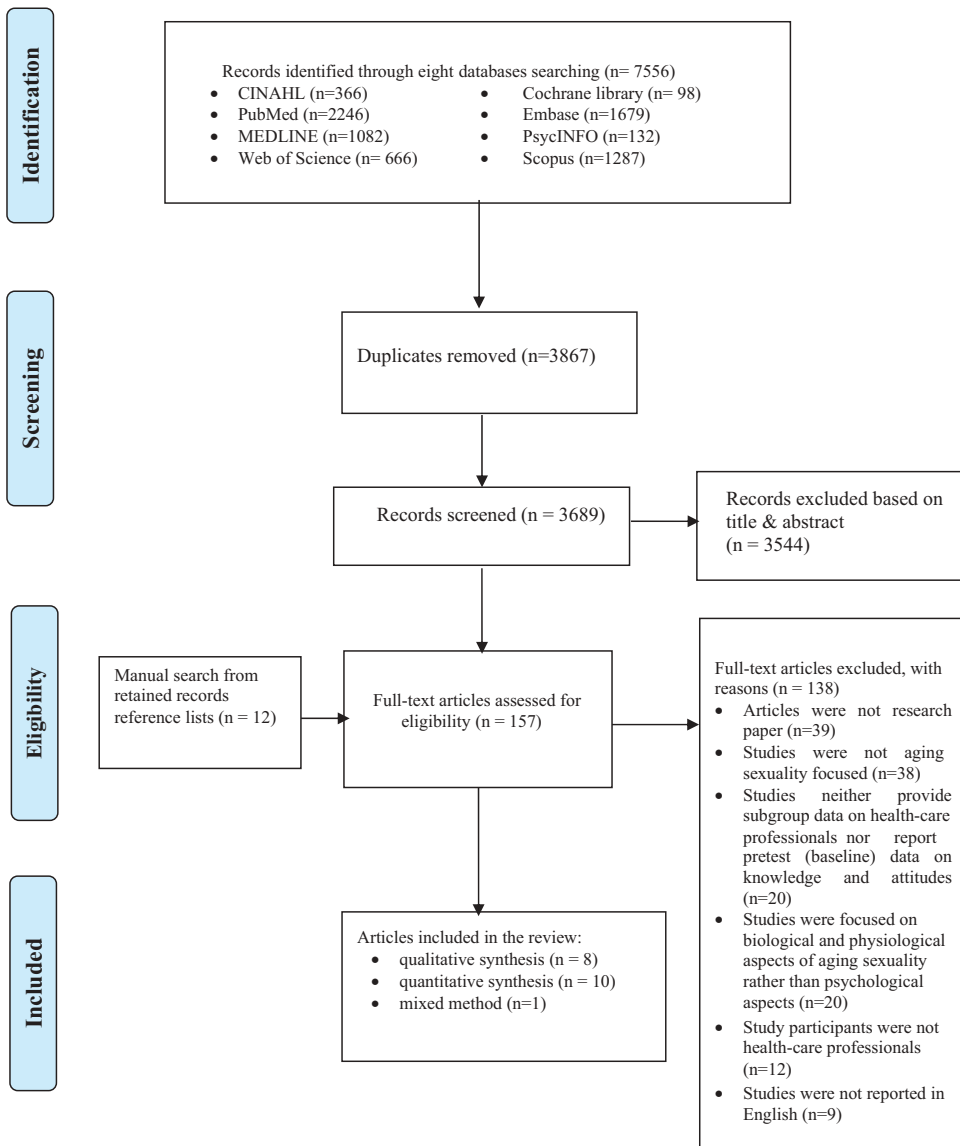 Identification
Records identified through eight databases searching (n= 7556)
• CINAHL (n=366)
• PubMed (n=2246)
• MEDLINE (n=1082)
• Web of Science (n= 666)
• Cochrane library (n= 98)
• Embase (n=1679)
• PsycINFO (n=132)
• Scopus (n=1287)
Screening
Duplicates removed (n=3867)
Records screened (n = 3689)
Records excluded based on
title & abstract
(n = 3544)
Eligibility
Manual search from
retained records
reference lists (n = 12)
Full-text articles assessed for
eligibility (n = 157)
Full-text articles excluded, with
reasons (n = 138)
• Articles were not research
paper (n=39)
• Studies were not aging
sexuality focused (n=38)
• Studies neither provide
subgroup data on health-care
professionals nor report
pretest (baseline) data on
knowledge and attitudes
(n=20)
• Studies were focused on
biological and physiological
aspects of aging sexuality
rather than psychological
aspects (n=20)
• Study participants were not
health-care professionals
(n=12)
• Studies were not reported in
English (n=9)
Included
Articles included in the review:
• qualitative synthesis (n = 8)
• quantitative synthesis (n = 10)
• mixed method (n=1)